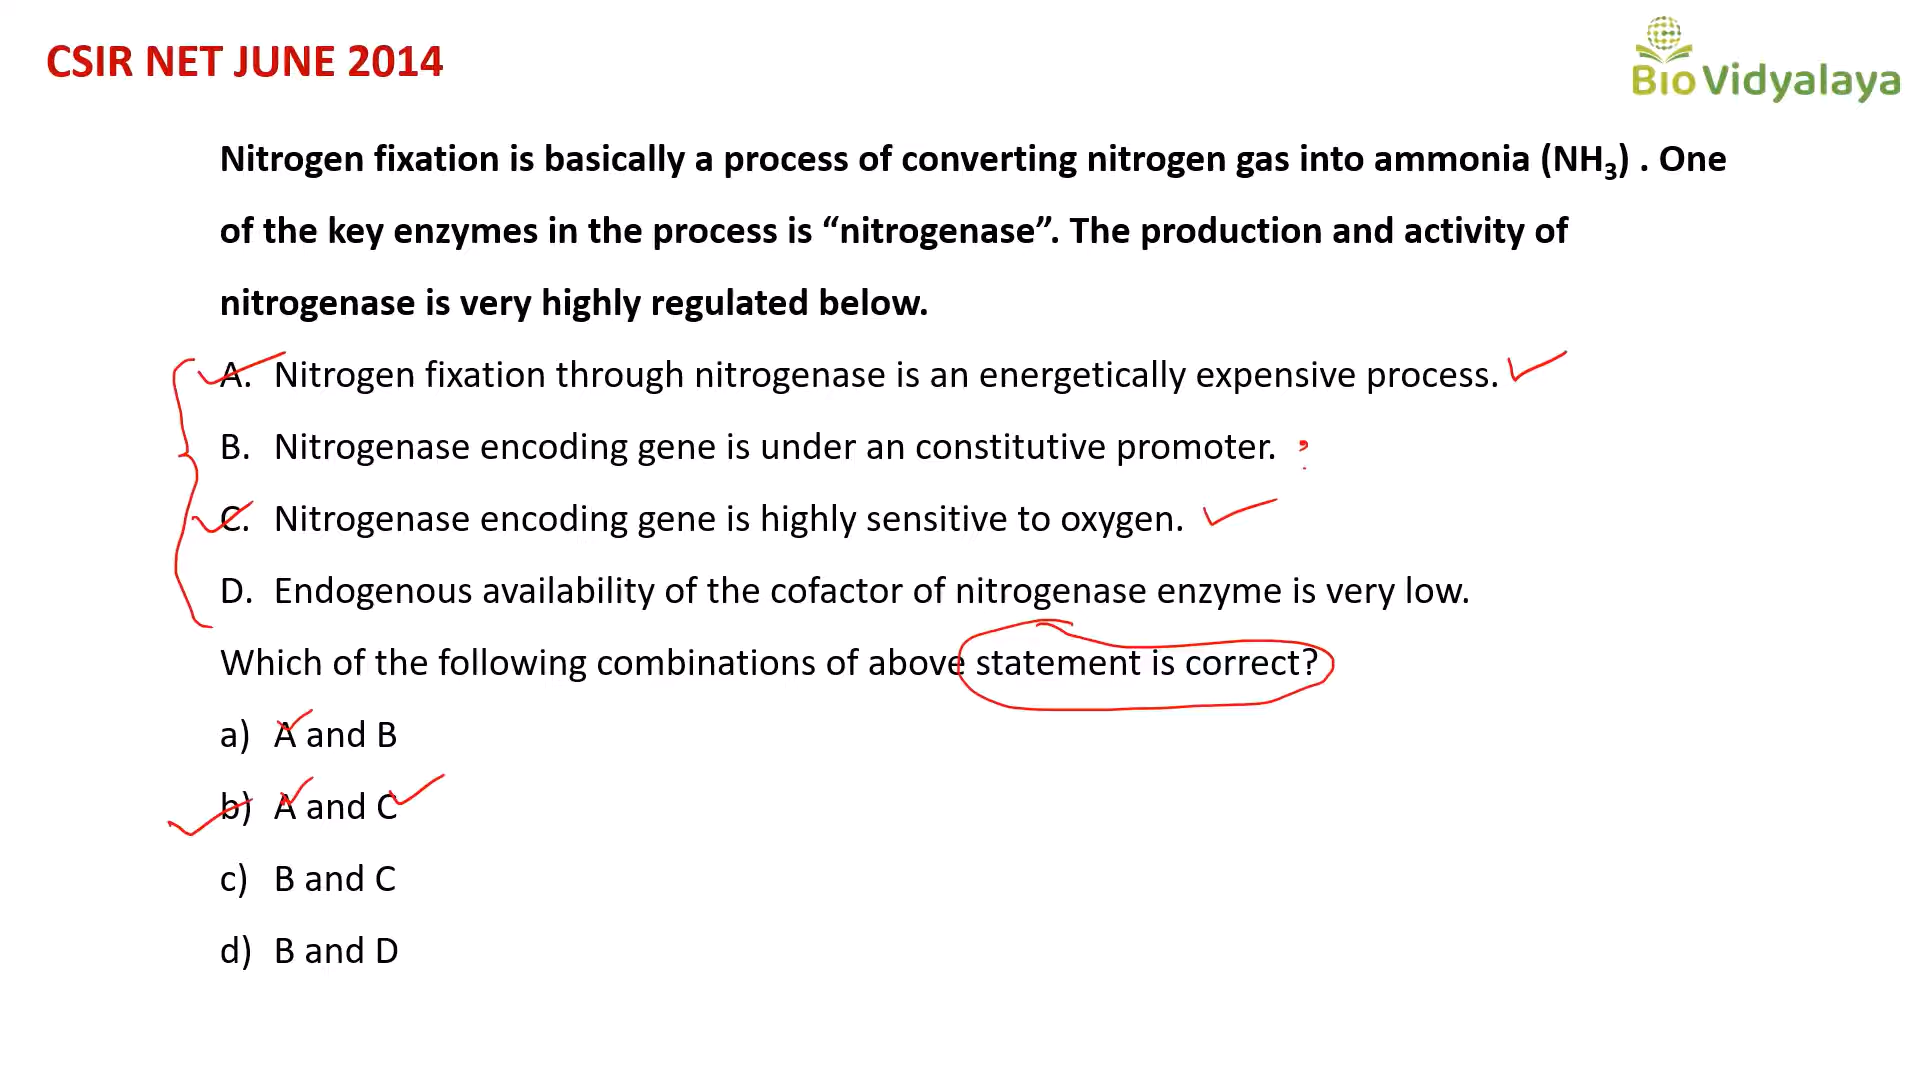 CSIR NET JUNE 2014
Bio Vidyalaya
Nitrogen fixation is basically a process of converting nitrogen gas into ammonia (NH₃) . One
of the key enzymes in the process is “nitrogenase”. The production and activity of
nitrogenase is very highly regulated below.
A. Nitrogen fixation through nitrogenase is an energetically expensive process.
B. Nitrogenase encoding gene is under an constitutive promoter. ?
C. Nitrogenase encoding gene is highly sensitive to oxygen.
D. Endogenous availability of the cofactor of nitrogenase enzyme is very low.
Which of the following combinations of above statement is correct?
a) A and B
b) A and C
c) B and C
d) B and D